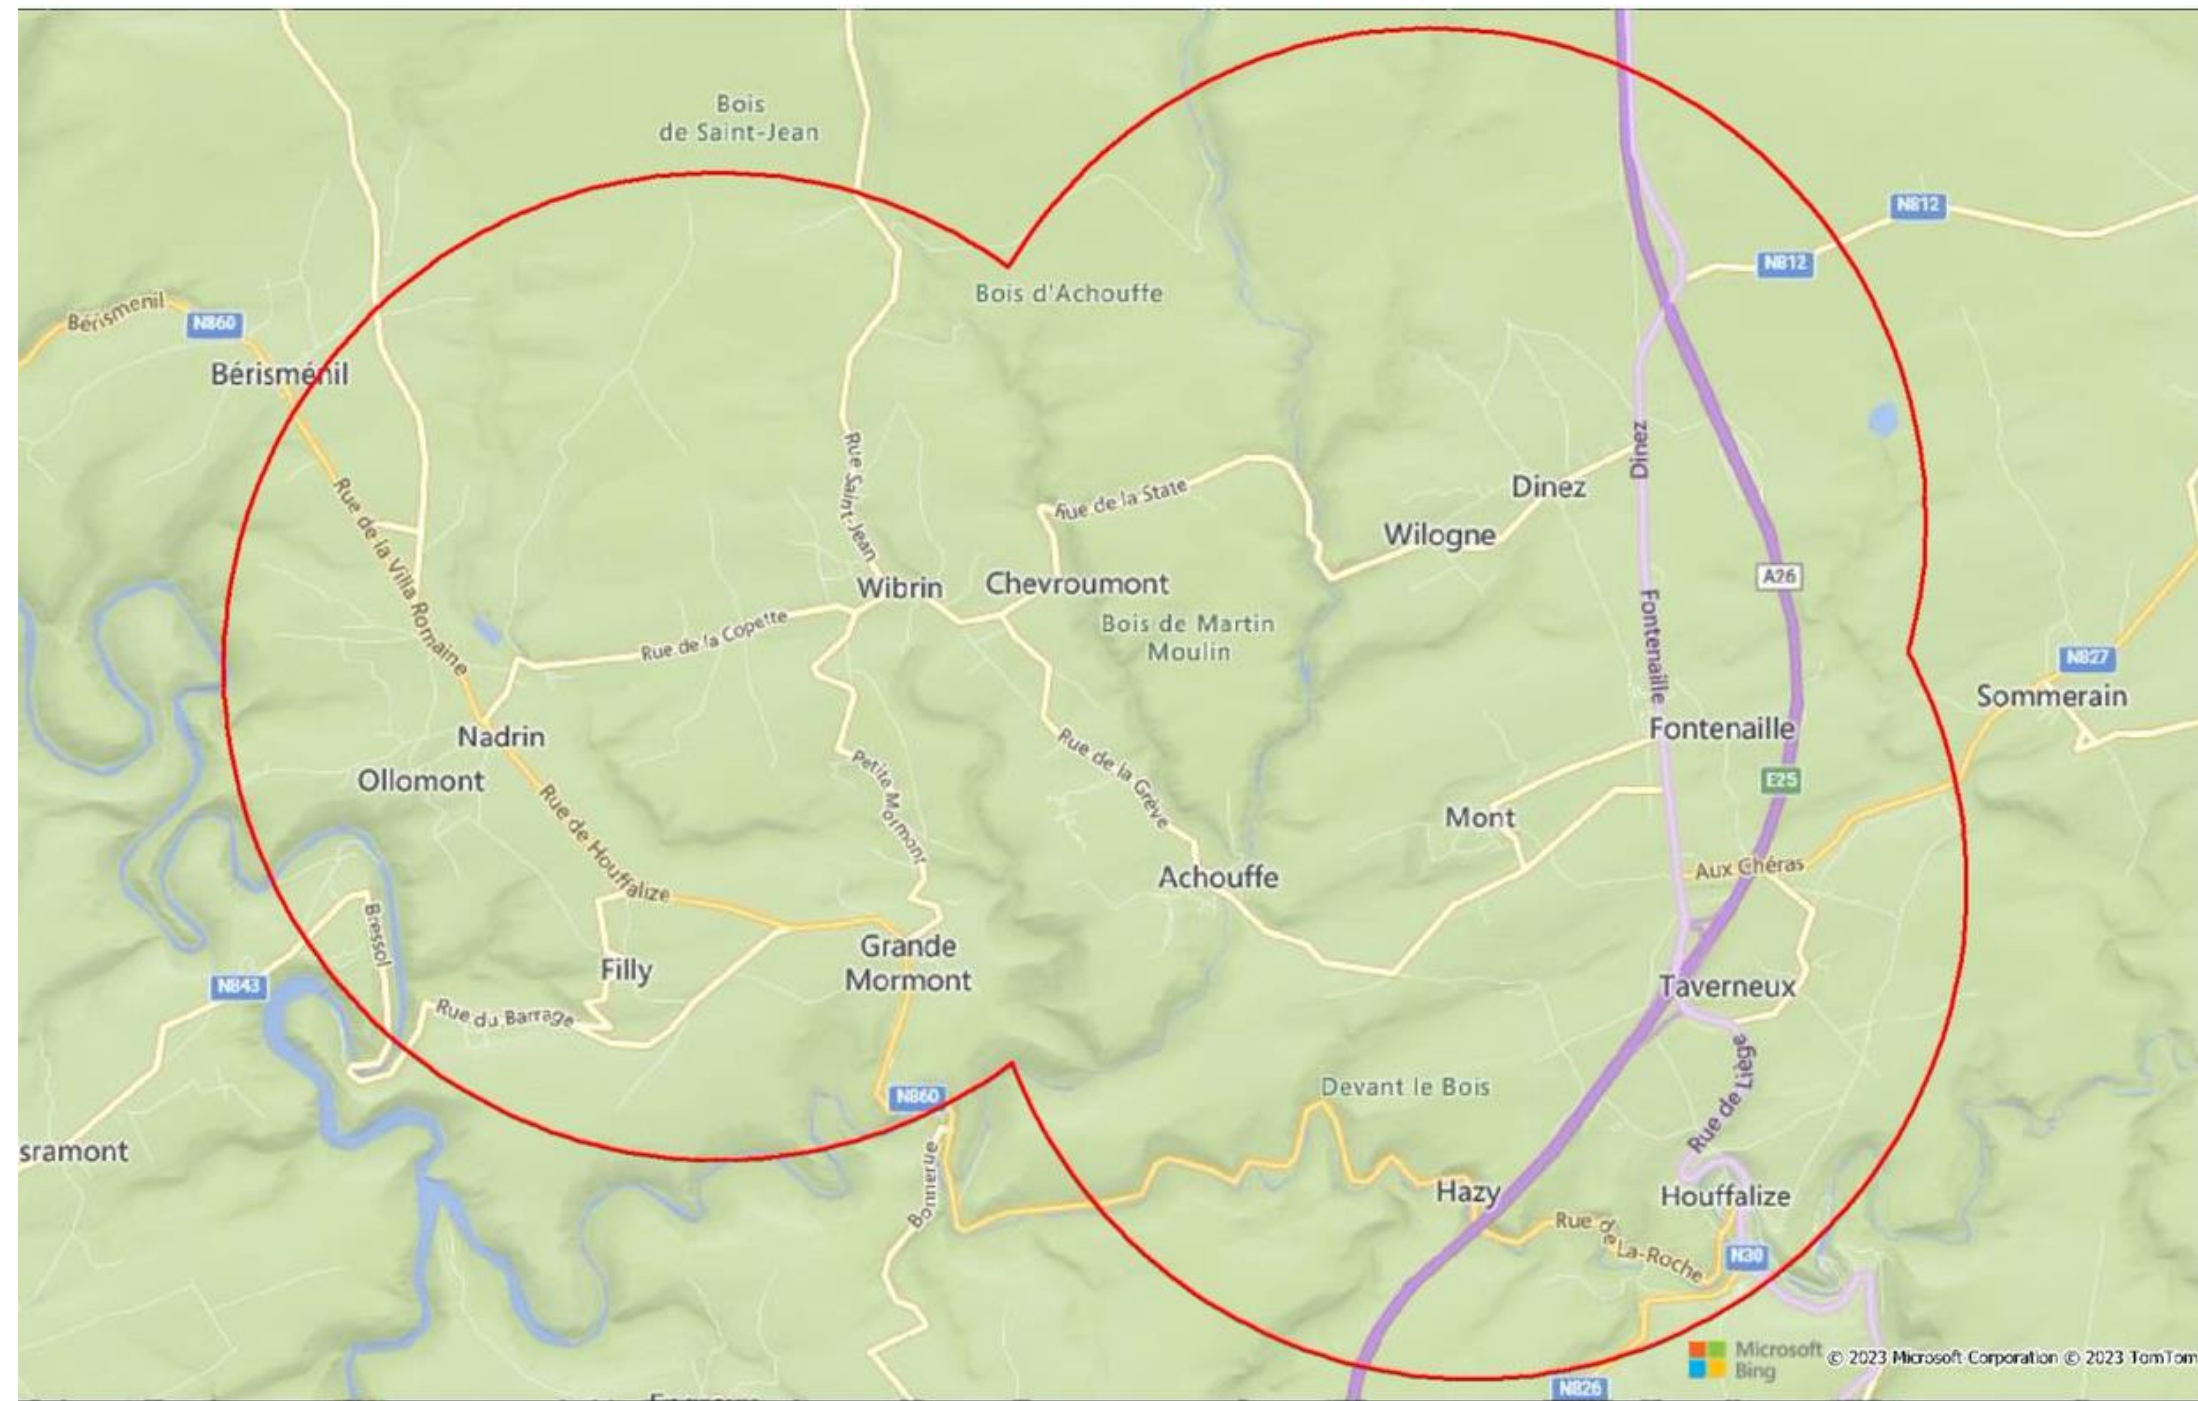 Bois
de Saint-Jean
N812
N812
Bois d'Achouffe
Bérismenil
N860
Bérisménil
Rue Saint-Jean
Dinez
Rue de la State
Dinez
Rue de la Villa Romaine
Wilogne
A26
Wibrin
Chevroumont
Fontenaille
Bois de Martin
Moulin
Rue de la Copette
N827
Sommerain
Nadrin
Rue de la Grève
Fontenaille
Ollomont
E25
Petite Mormont
Rue de Houffalize
Mont
Aux Chéras
Achouffe
Bressol
Grande
Mormont
Filly
N843
Taverneux
Rue du Barrage
Rue de Liège
Devant le Bois
N860
sramont
Bonnerue
Hazy
Houffalize
Rue de La-Roche
N30
Microsoft
Bing
© 2023 Microsoft Corporation © 2023 TomTom
N826